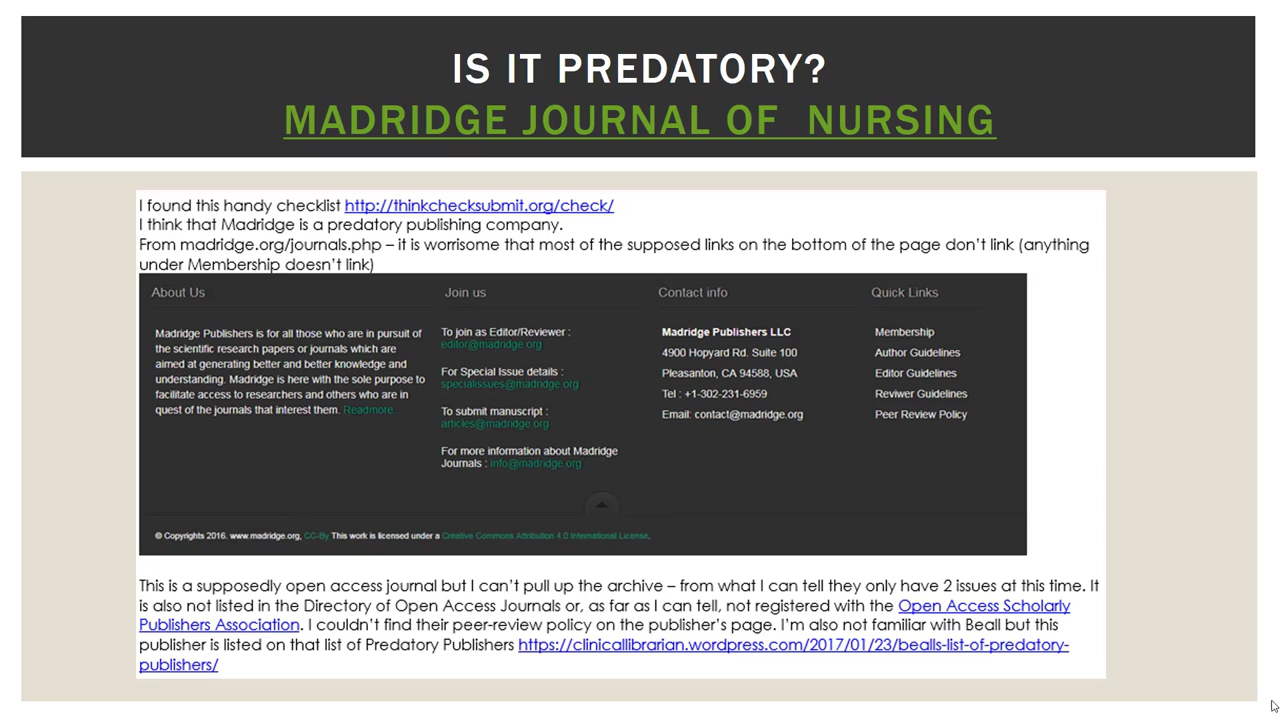 IS IT PREDATORY?
MADRIDGE JOURNAL OF NURSING
I found this handy checklist http://thinkchecksubmit.org/check/
I think that Madridge is a predatory publishing company.
From madridge.org/journals.php – it is worrisome that most of the supposed links on the bottom of the page don't link (anything
under Membership doesn't link)
About Us
Madridge Publishers is for all those who are in pursuit of
the scientific research papers or journals which are
aimed at generating better and better knowledge and
understanding. Madridge is here with the sole purpose to
facilitate access to researchers and others who are in
quest of the journals that interest them. Readmore...
Join us
To join as Editor/Reviewer :
editor@madridge.org
For Special Issue details :
specialissues@madridge.org
To submit manuscript :
articles@madridge.org
For more information about Madridge
Journals : info@madridge.org
Contact info
Madridge Publishers LLC
4900 Hopyard Rd. Suite 100
Pleasanton, CA 94588, USA
Tel : +1-302-231-6959
Email: contact@madridge.org
Quick Links
Membership
Author Guidelines
Editor Guidelines
Reviwer Guidelines
Peer Review Policy
© Copyrights 2016. www.madridge.org, CC-By This work is licensed under a Creative Commons Attribution 4.0 International License.
This is a supposedly open access journal but I can't pull up the archive – from what I can tell they only have 2 issues at this time. It
is also not listed in the Directory of Open Access Journals or, as far as I can tell, not registered with the Open Access Scholarly
Publishers Association. I couldn't find their peer-review policy on the publisher's page. I'm also not familiar with Beall but this
publisher is listed on that list of Predatory Publishers https://clinicallibrarian.wordpress.com/2017/01/23/bealls-list-of-predatory-
publishers/